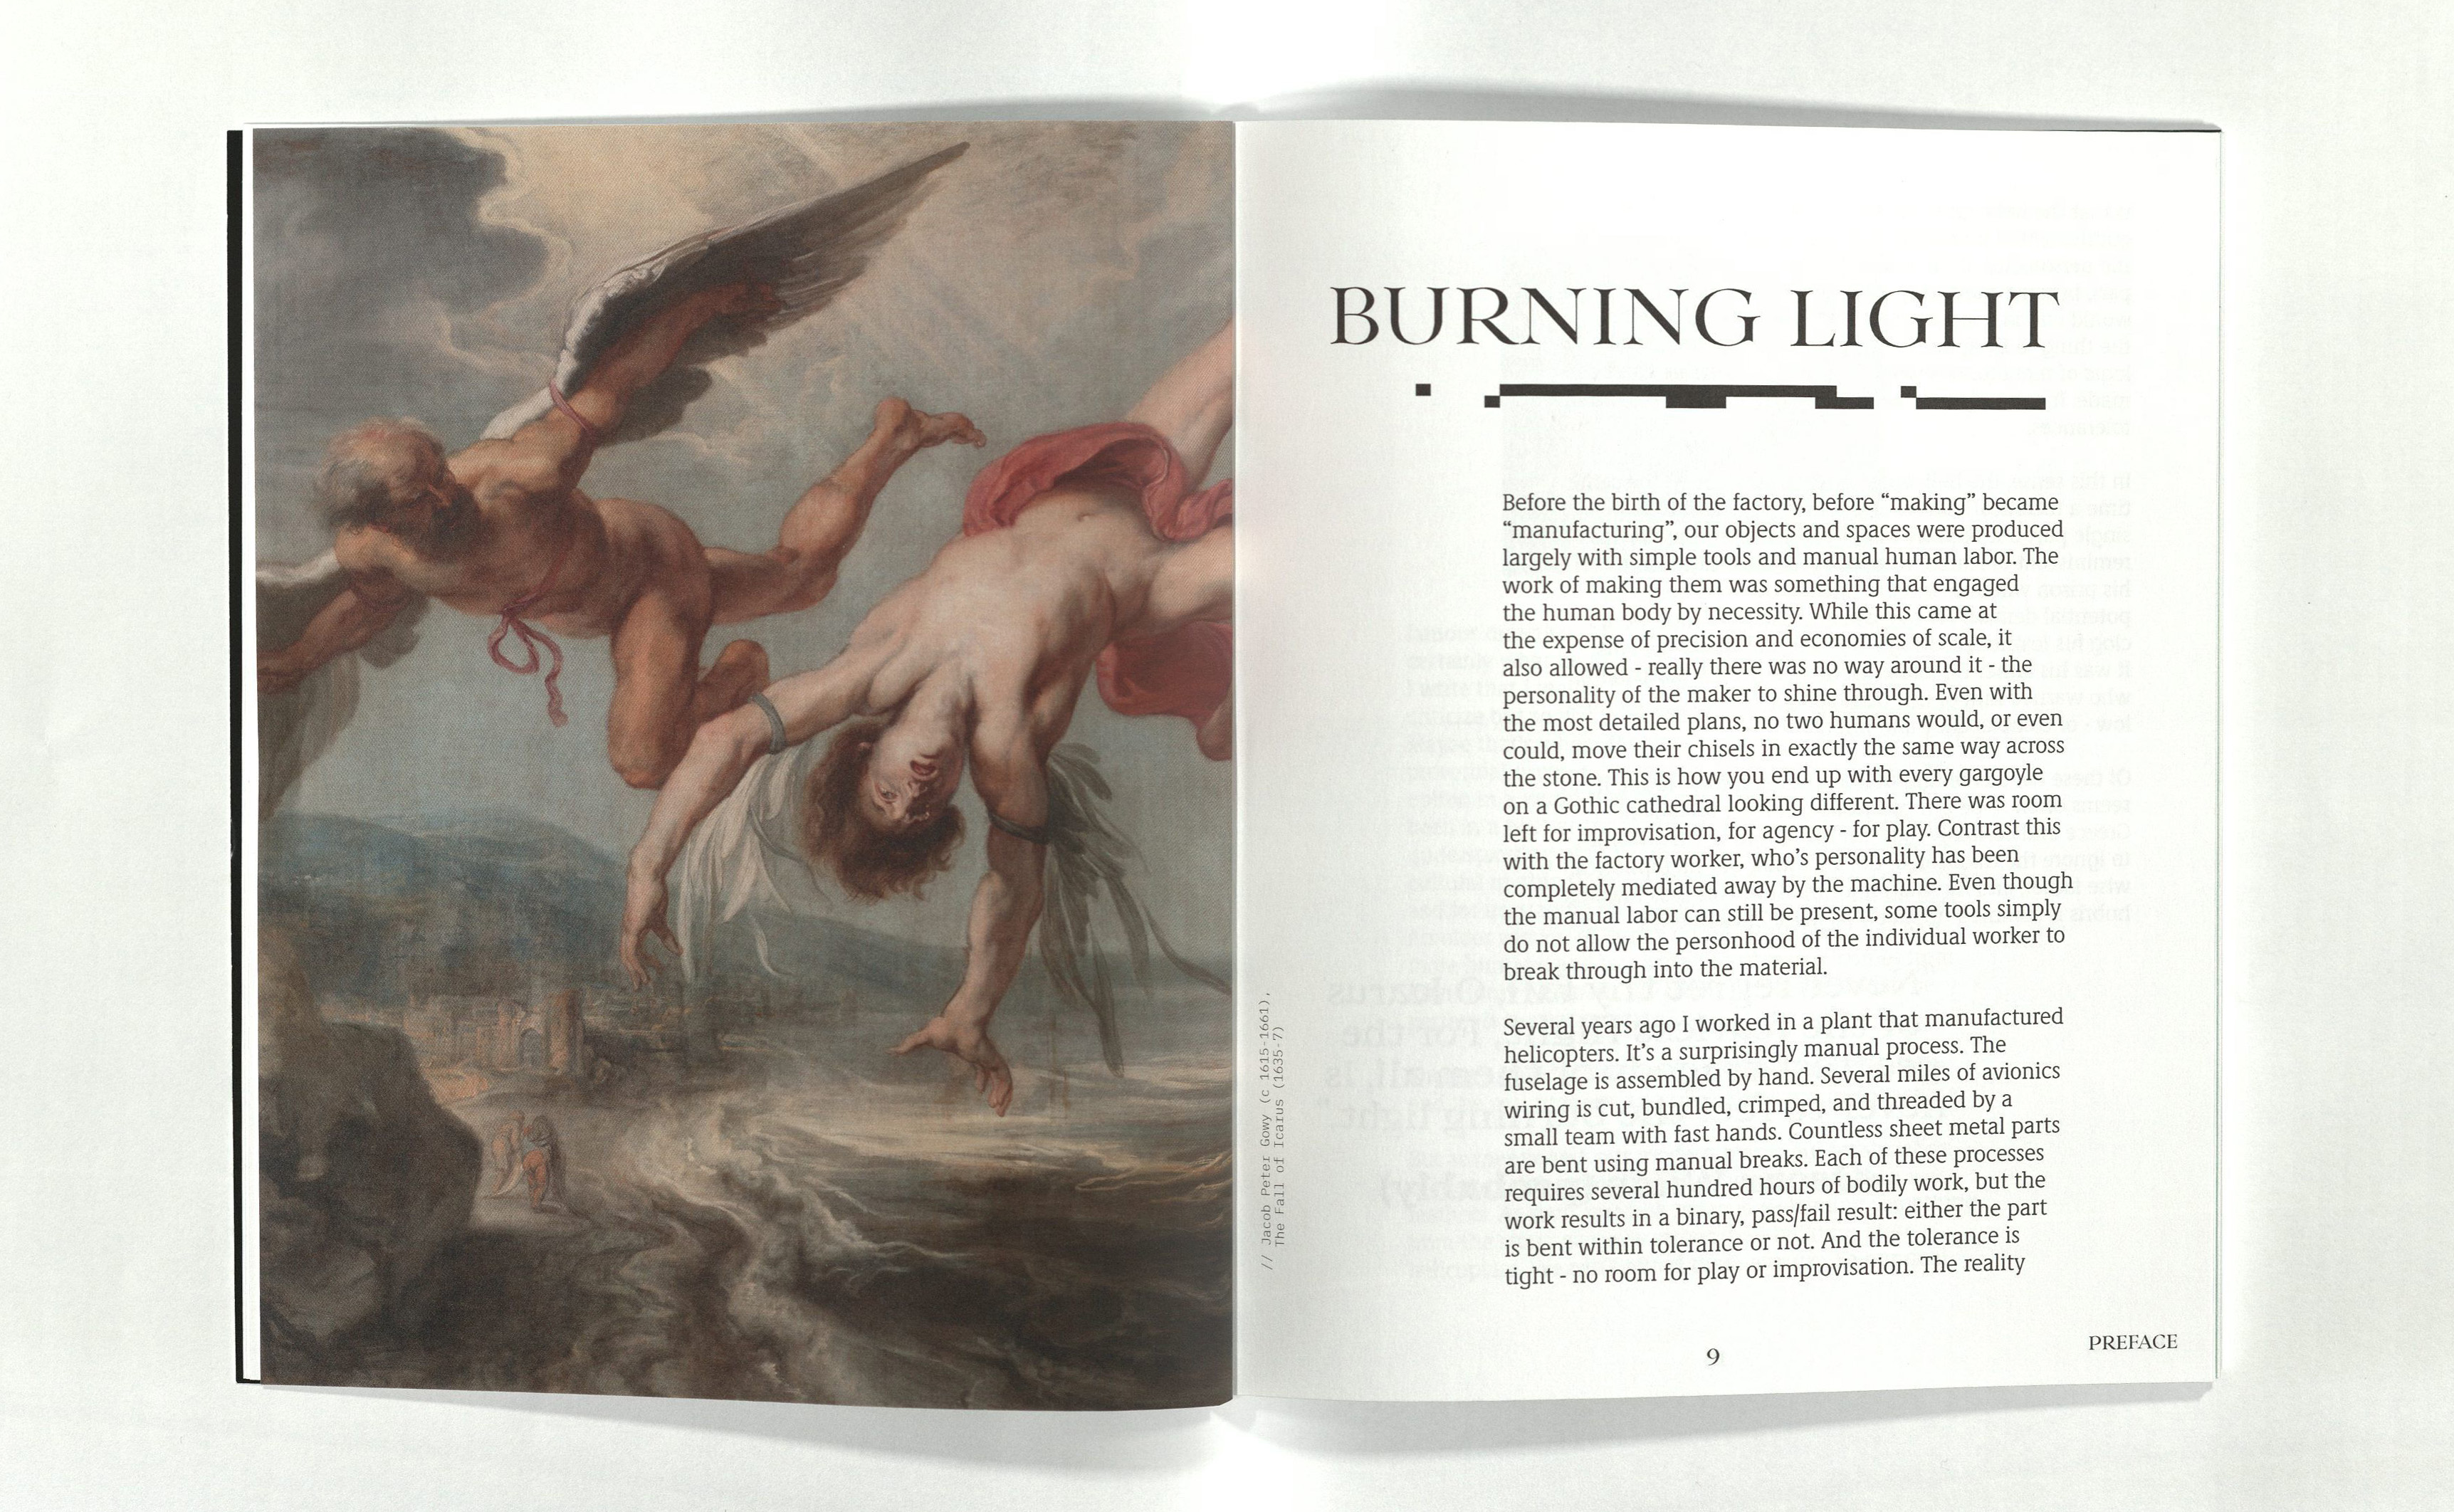 // Jacob Peter Gowy (c 1615-1661),
The Fall of Icarus (1635-7)
BURNING LIGHT
Before the birth of the factory, before “making” became
“manufacturing”, our objects and spaces were produced
largely with simple tools and manual human labor. The
work of making them was something that engaged
the human body by necessity. While this came at
the expense of precision and economies of scale, it
also allowed - really there was no way around it - the
personality of the maker to shine through. Even with
the most detailed plans, no two humans would, or even
could, move their chisels in exactly the same way across
the stone. This is how you end up with every gargoyle
on a Gothic cathedral looking different. There was room
left for improvisation, for agency - for play. Contrast this
with the factory worker, who’s personality has been
completely mediated away by the machine. Even though
the manual labor can still be present, some tools simply
do not allow the personhood of the individual worker to
break through into the material.
Several years ago I worked in a plant that manufactured
helicopters. It’s a surprisingly manual process. The
fuselage is assembled by hand. Several miles of avionics
wiring is cut, bundled, crimped, and threaded by a
small team with fast hands. Countless sheet metal parts
are bent using manual breaks. Each of these processes
requires several hundred hours of bodily work, but the
work results in a binary, pass/fail result: either the part
is bent within tolerance or not. And the tolerance is
tight - no room for play or improvisation. The reality
9
PREFACE